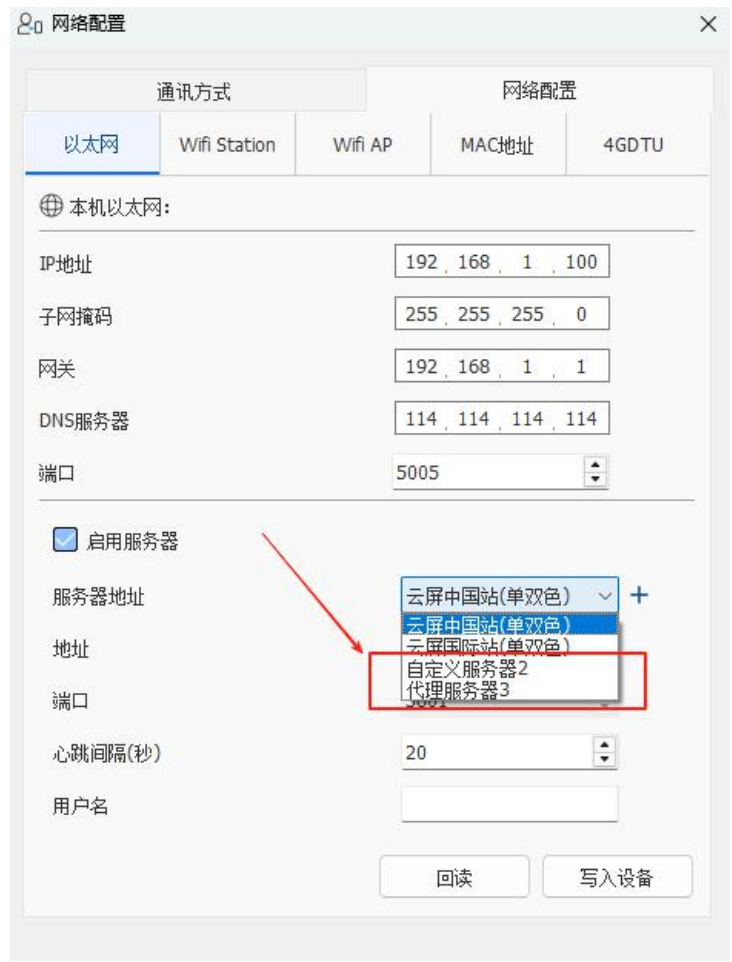 网络配置
通讯方式 网络配置
以太网 Wifi Station Wifi AP MAC地址 4GDTU
本机以太网:
IP地址 192 . 168 . 1 . 100
子网掩码 255 . 255 . 255 . 0
网关 192 . 168 . 1 . 1
DNS服务器 114 . 114 . 114 . 114
端口 5005
启用服务器
服务器地址 云屏中国站(单双色)
云屏中国站(单双色)
地址 云屏国际站(单双色)
自定义服务器2
端口 代理服务器3
心跳间隔(秒) 20
用户名
回读 写入设备